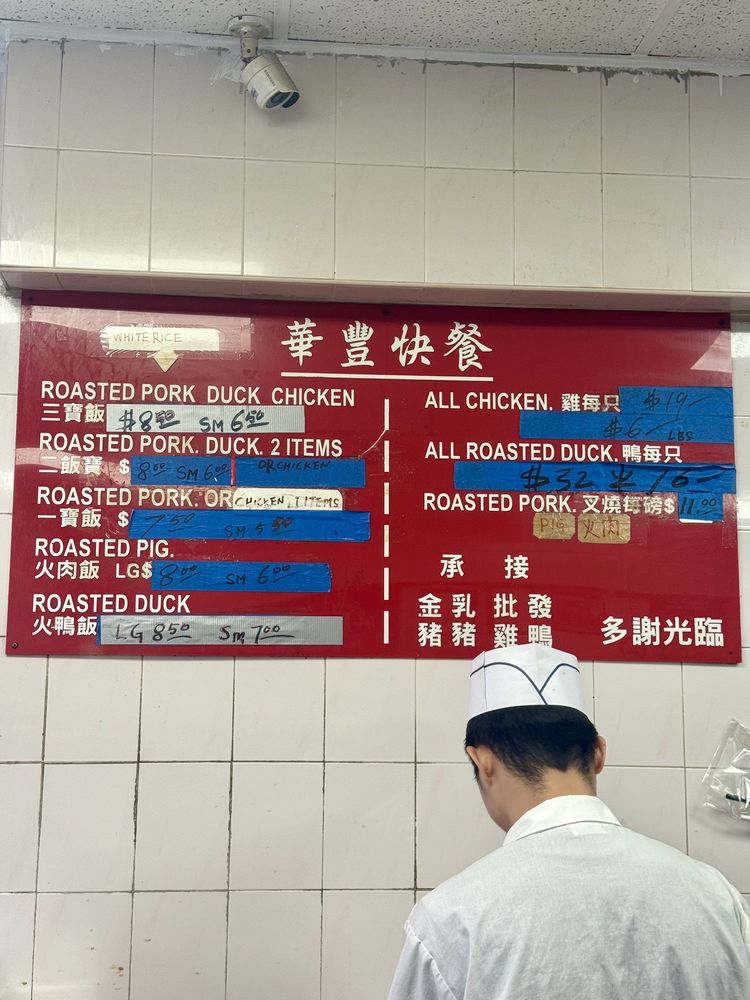 華豐快餐
WHITE RICE
ROASTED PORK DUCK CHICKEN
三寶飯 $8.50 SM 6.50
ROASTED PORK. DUCK. 2 ITEMS
二飯寶 $ 8.00 SM 6.00 OR CHICKEN
ROASTED PORK. OR CHICKEN, 1 ITEMS
一寶飯 $ 7.50 SM 5.50
ROASTED PIG.
火肉飯 LG$ 8.00 SM 6.00
ROASTED DUCK
火鴨飯 LG 8.50 SM 7.00
ALL CHICKEN. 雞每只 $19
$6 LBS
ALL ROASTED DUCK. 鴨每只
$32 半 16
ROASTED PORK. 叉燒每磅$ 11.00
PIG 火肉
承接
金乳批發
豬豬雞鴨
多謝光臨